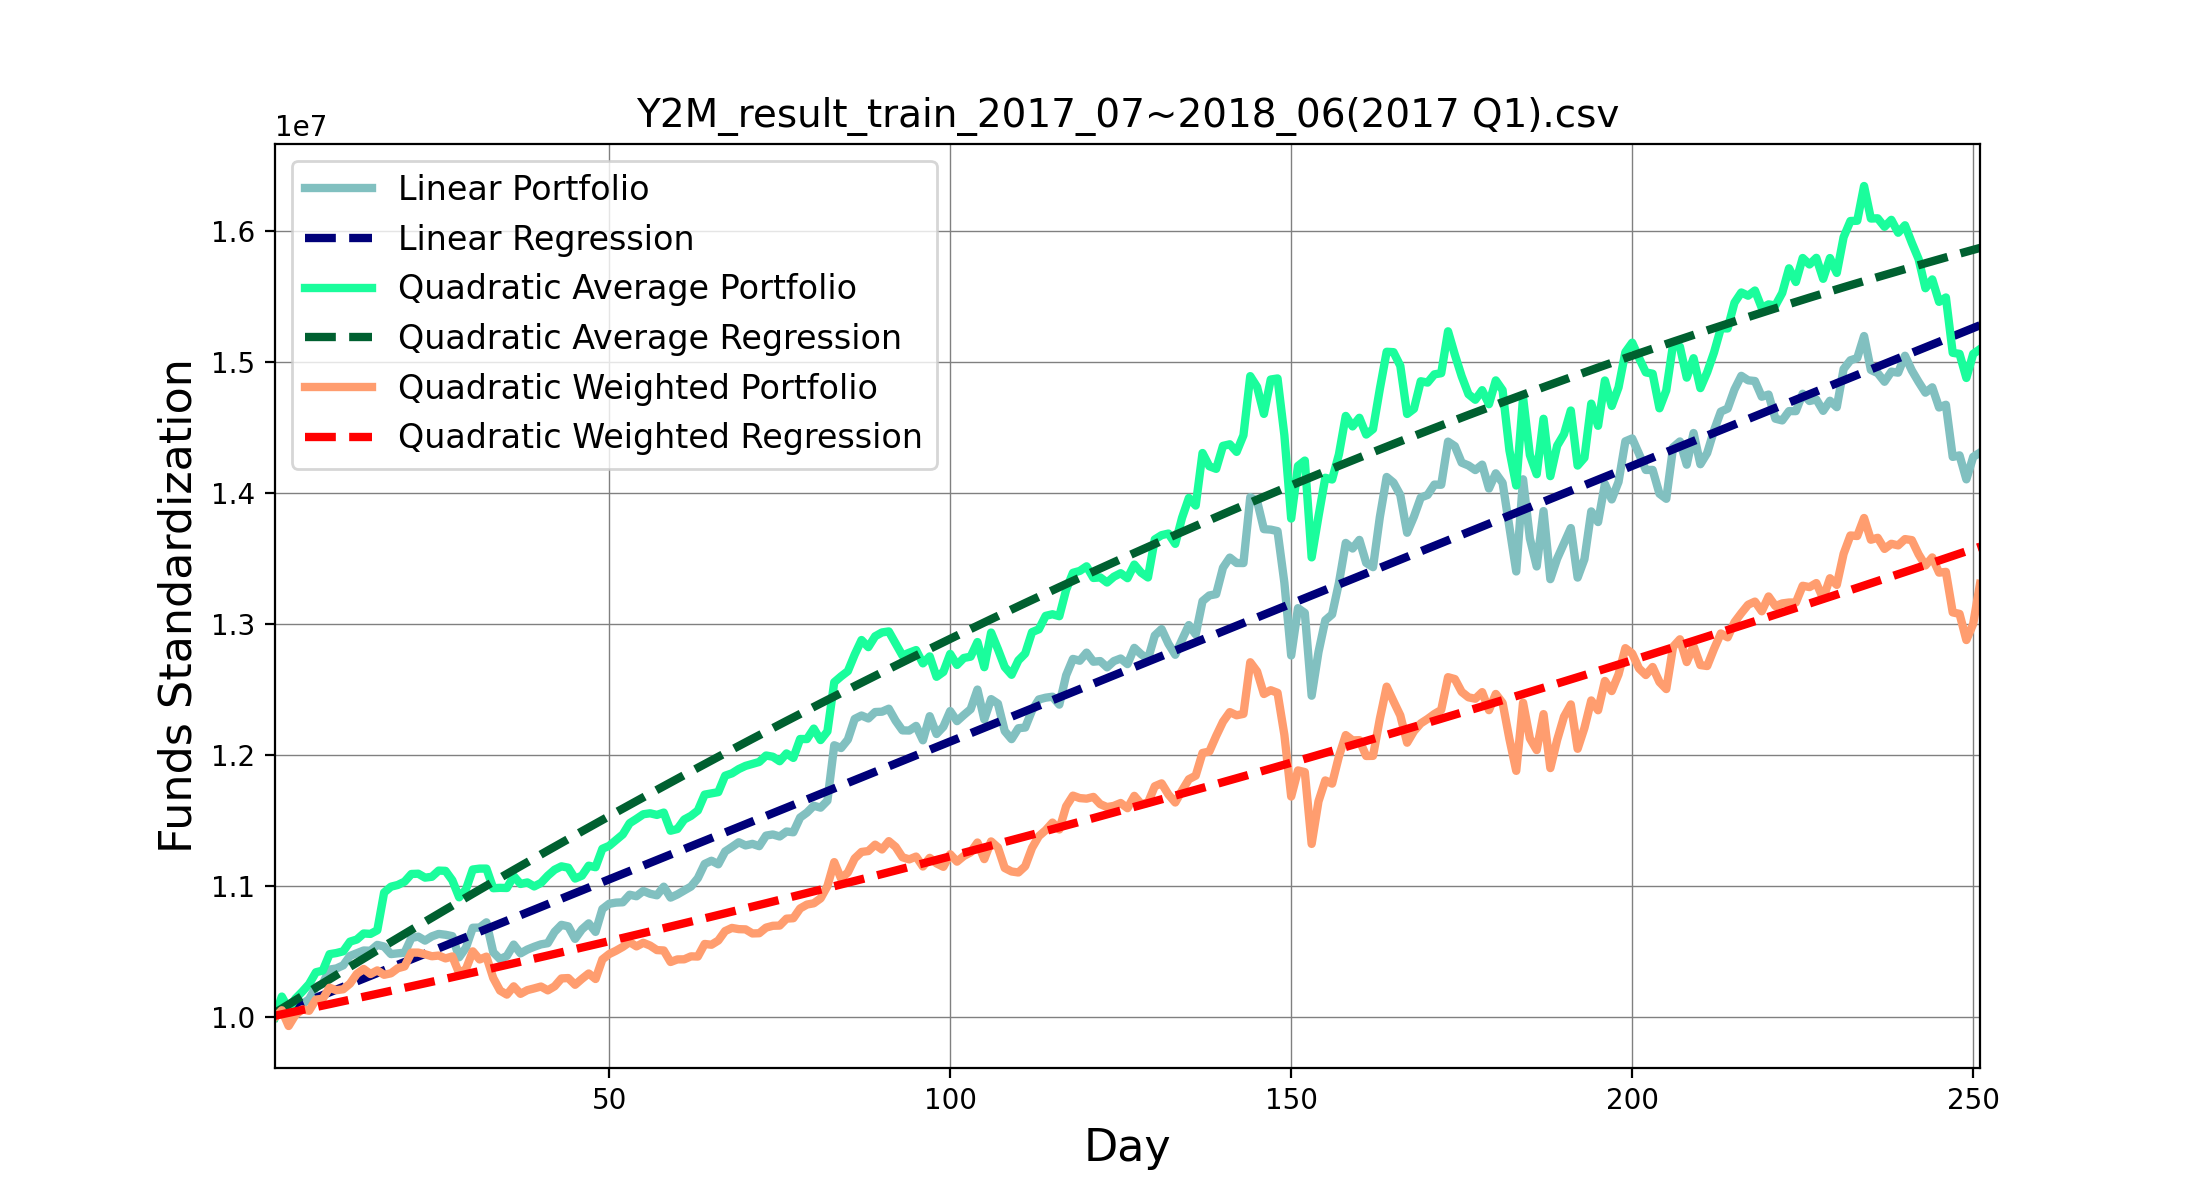 Y2M_result_train_2017_07~2018_06(2017 Q1).csv
1e7
Linear Portfolio
Linear Regression
Quadratic Average Portfolio
Quadratic Average Regression
Quadratic Weighted Portfolio
Quadratic Weighted Regression
Funds Standardization
1.6
1.5
1.4
1.3
1.2
1.1
1.0
50 100 150 200 250
Day